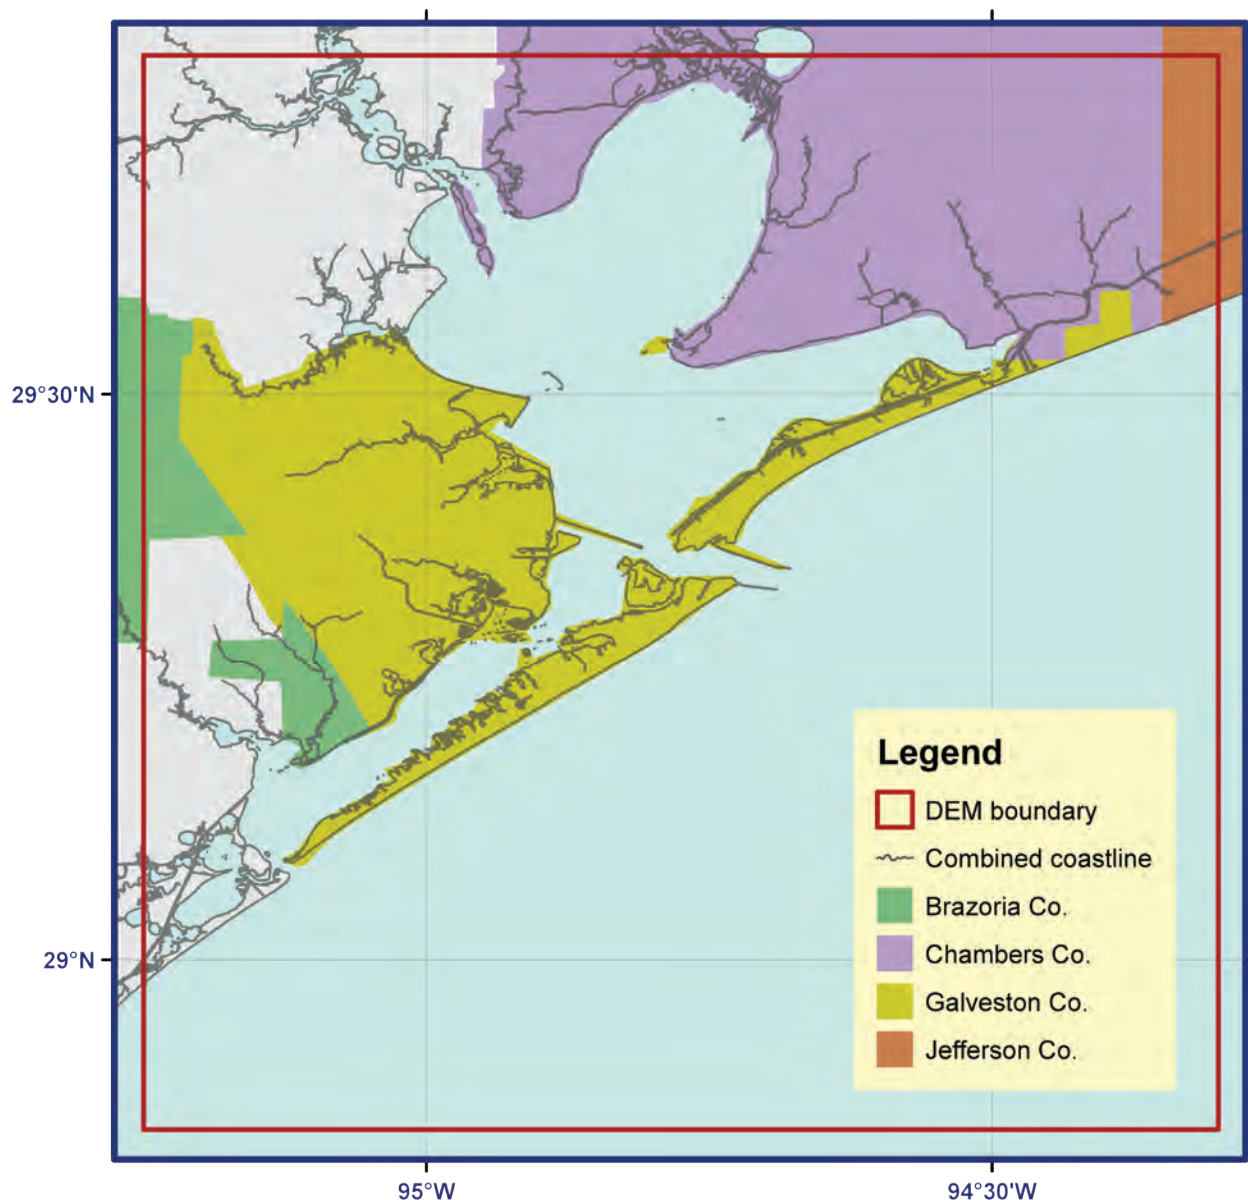 29°30'N
29°N
95°W
94°30'W
Legend
DEM boundary
Combined coastline
Brazoria Co.
Chambers Co.
Galveston Co.
Jefferson Co.